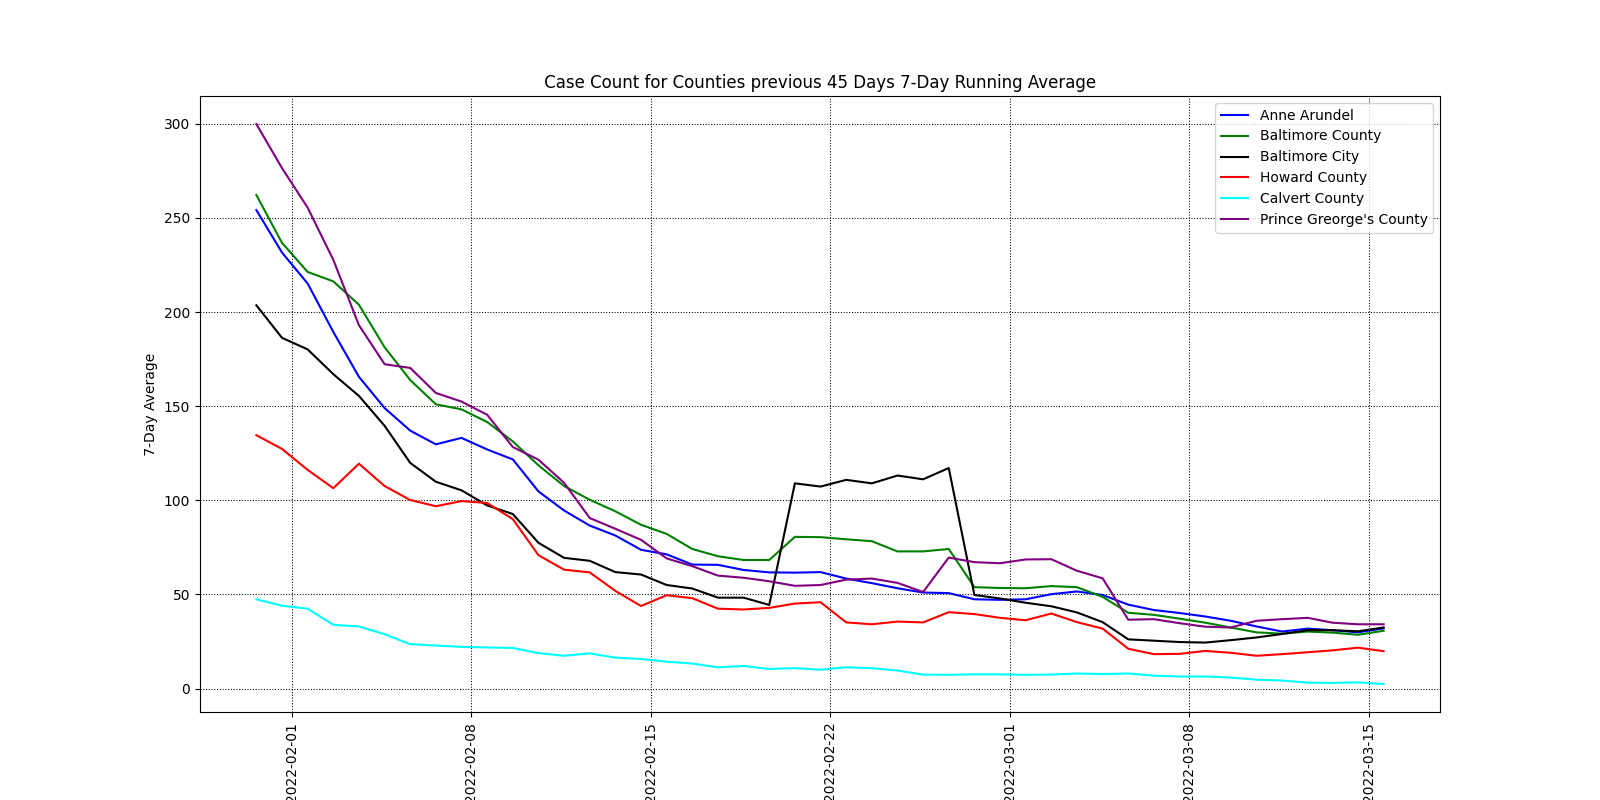 Case Count for Counties previous 45 Days 7-Day Running Average
Anne Arundel
Baltimore County
Baltimore City
Howard County
Calvert County
Prince Greorge's County
7-Day Average
300
250
200
150
100
50
0
2022-02-01
2022-02-08
2022-02-15
2022-02-22
2022-03-01
2022-03-08
2022-03-15